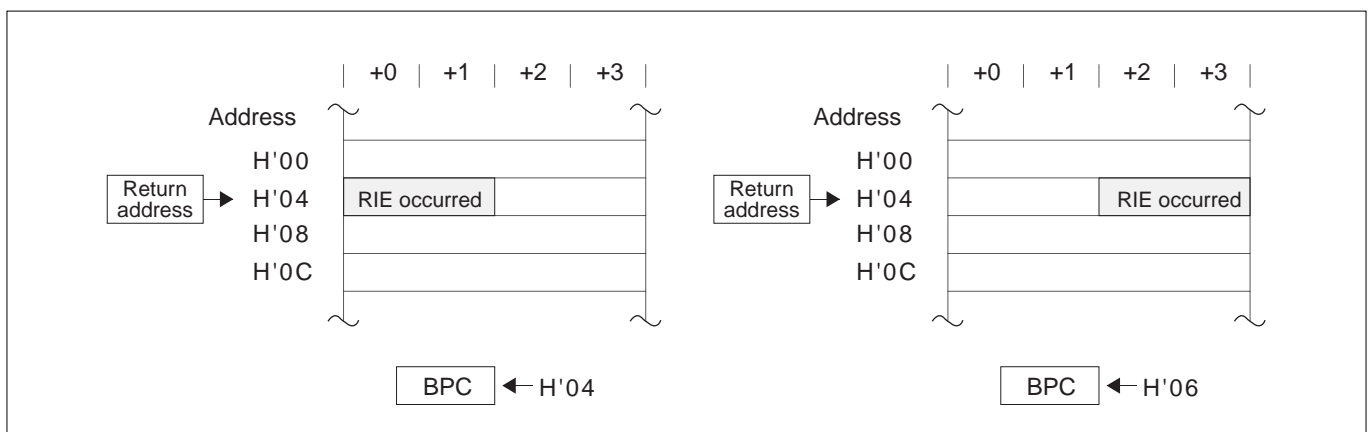 +0 | +1 | +2 | +3
Address
H'00
Return address
H'04
RIE occurred
H'08
H'0C
BPC
H'04
+0 | +1 | +2 | +3
Address
H'00
Return address
H'04
RIE occurred
H'08
H'0C
BPC
H'06